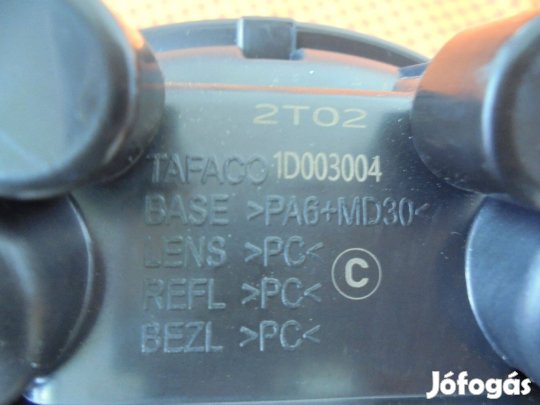 2T02
TAFACO 1D003004
BASE >PA6+MD30<
LENS >PC<
REFL >PC<
BEZL >PC<
C
Jófogás